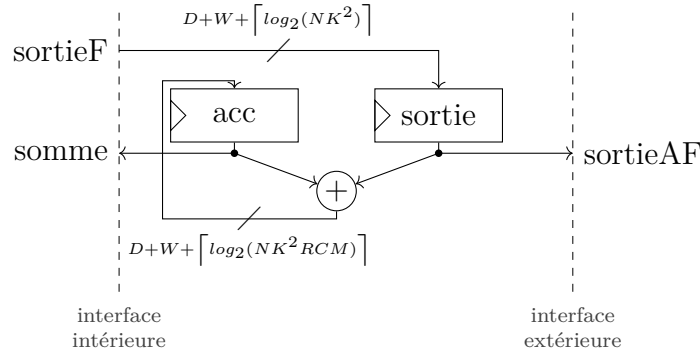 D+W+⌈log₂(NK²)⌉
sortieF
acc
sortie
somme
sortieAF
+
D+W+⌈log₂(NK²RCM)⌉
interface
intérieure
interface
extérieure